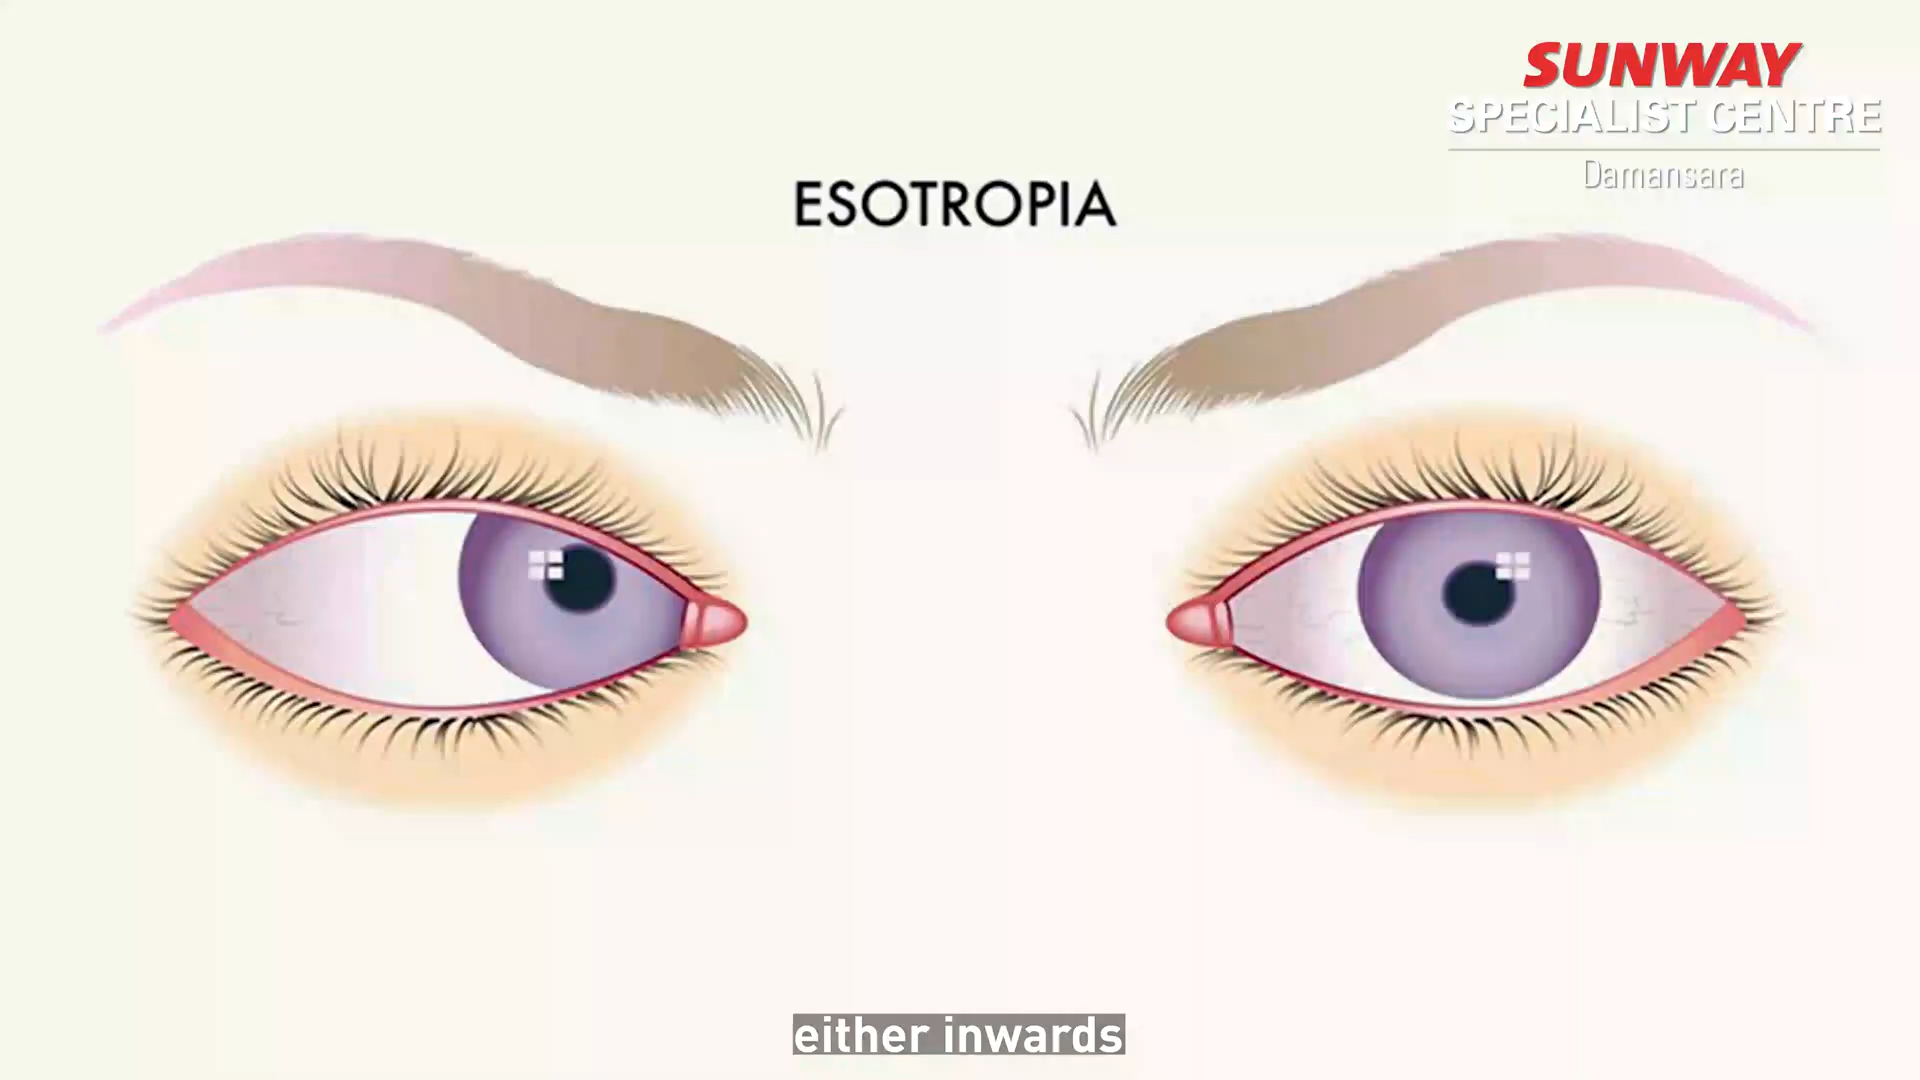 SUNWAY
SPECIALIST CENTRE
Damansara
ESOTROPIA
either inwards